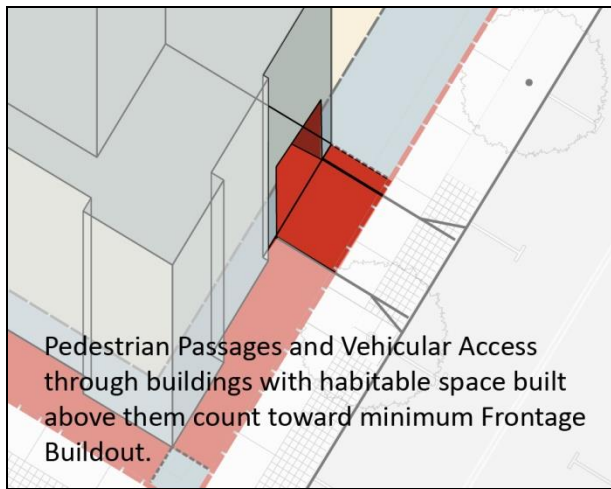 Pedestrian Passages and Vehicular Access
through buildings with habitable space built
above them count toward minimum Frontage
Buildout.